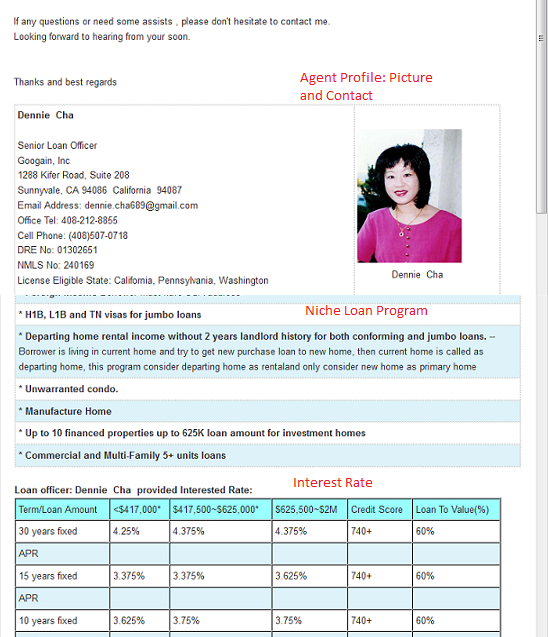 If any questions or need some assists , please don't hesitate to contact me.
Looking forward to hearing from your soon.
Thanks and best regards
Agent Profile: Picture
and Contact
Dennie Cha
Senior Loan Officer
Googain, Inc
1288 Kifer Road, Suite 208
Sunnyvale, CA 94086 California 94087
Email Address: dennie.cha689@gmail.com
Office Tel: 408-212-8855
Cell Phone: (408)507-0718
DRE No: 01302651
NMLS No: 240169
License Eligible State: California, Pennsylvania, Washington
Dennie Cha
Niche Loan Program
* H1B, L1B and TN visas for jumbo loans
* Departing home rental income without 2 years landlord history for both conforming and jumbo loans. --
Borrower is living in current home and try to get new purchase loan to new home, then current home is called as
departing home, this program consider departing home as rentaland only consider new home as primary home
* Unwarranted condo.
* Manufacture Home
* Up to 10 financed properties up to 625K loan amount for investment homes
* Commercial and Multi-Family 5+ units loans
Interest Rate
Loan officer: Dennie Cha provided Interested Rate:
Term/Loan Amount <$417,000* $417,500~$625,000* $625,500~$2M Credit Score Loan To Value(%)
30 years fixed 4.25% 4.375% 4.375% 740+ 60%
APR
15 years fixed 3.375% 3.375% 3.625% 740+ 60%
APR
10 years fixed 3.625% 3.75% 3.75% 740+ 60%